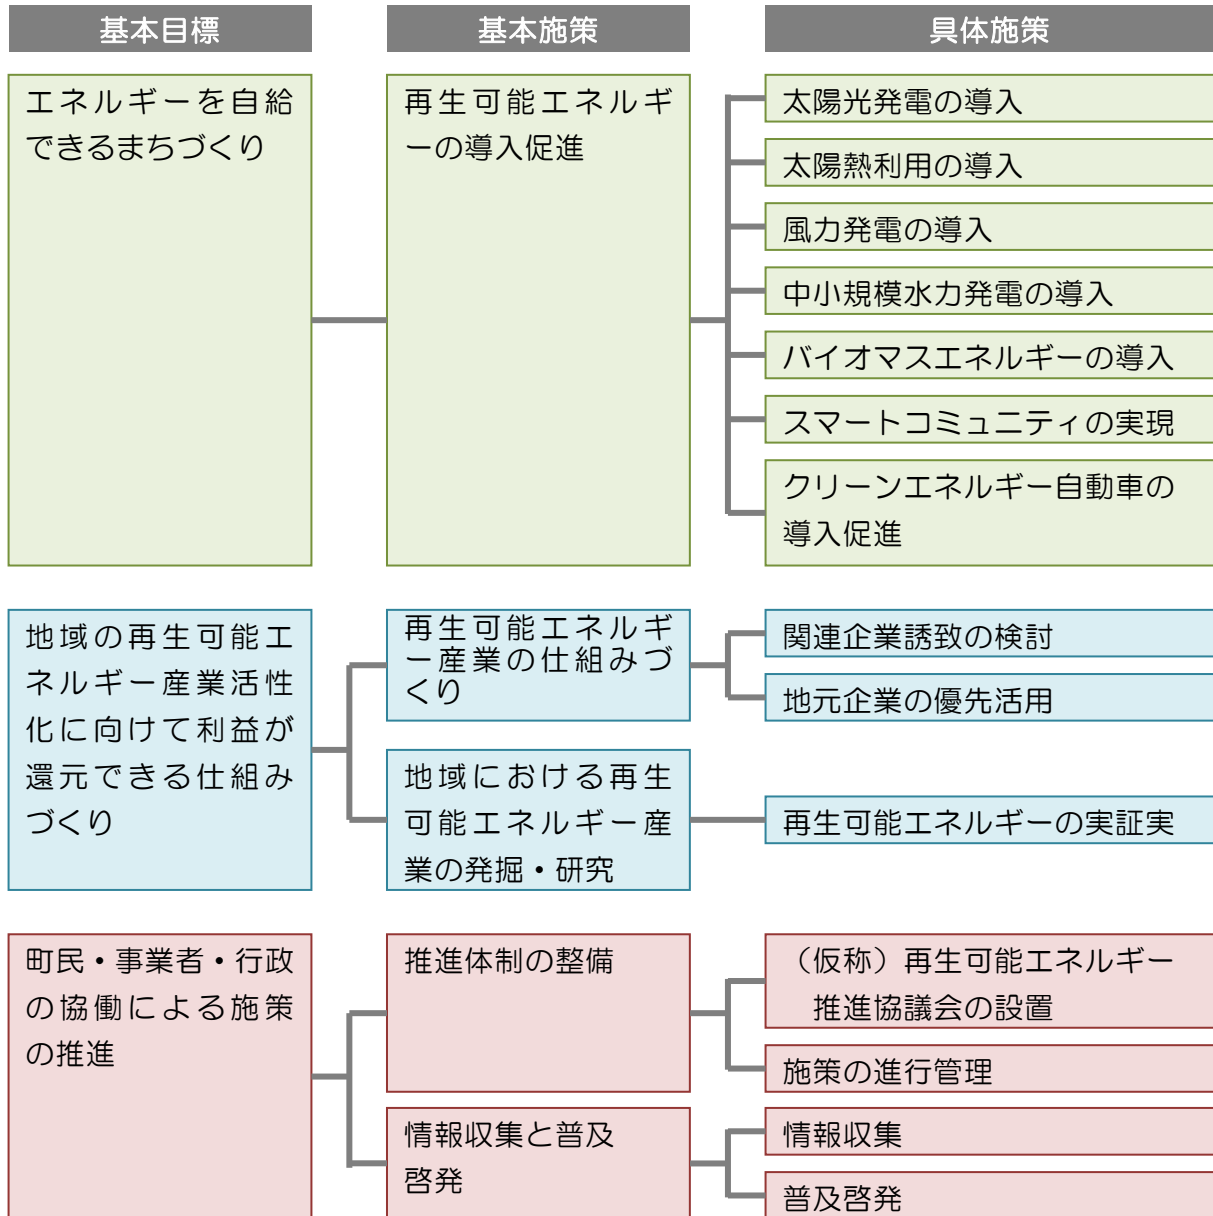 基本目標
基本施策
具体施策
エネルギーを自給
できるまちづくり
再生可能エネルギ
ーの導入促進
太陽光発電の導入
太陽熱利用の導入
風力発電の導入
中小規模水力発電の導入
バイオマスエネルギーの導入
スマートコミュニティの実現
クリーンエネルギー自動車の
導入促進
地域の再生可能エ
ネルギー産業活性
化に向けて利益が
還元できる仕組み
づくり
再生可能エネルギ
ー産業の仕組みづ
くり
関連企業誘致の検討
地元企業の優先活用
地域における再生
可能エネルギー産
業の発掘・研究
再生可能エネルギーの実証実
町民・事業者・行政
の協働による施策
の推進
推進体制の整備
（仮称）再生可能エネルギー
推進協議会の設置
施策の進行管理
情報収集と普及
啓発
情報収集
普及啓発